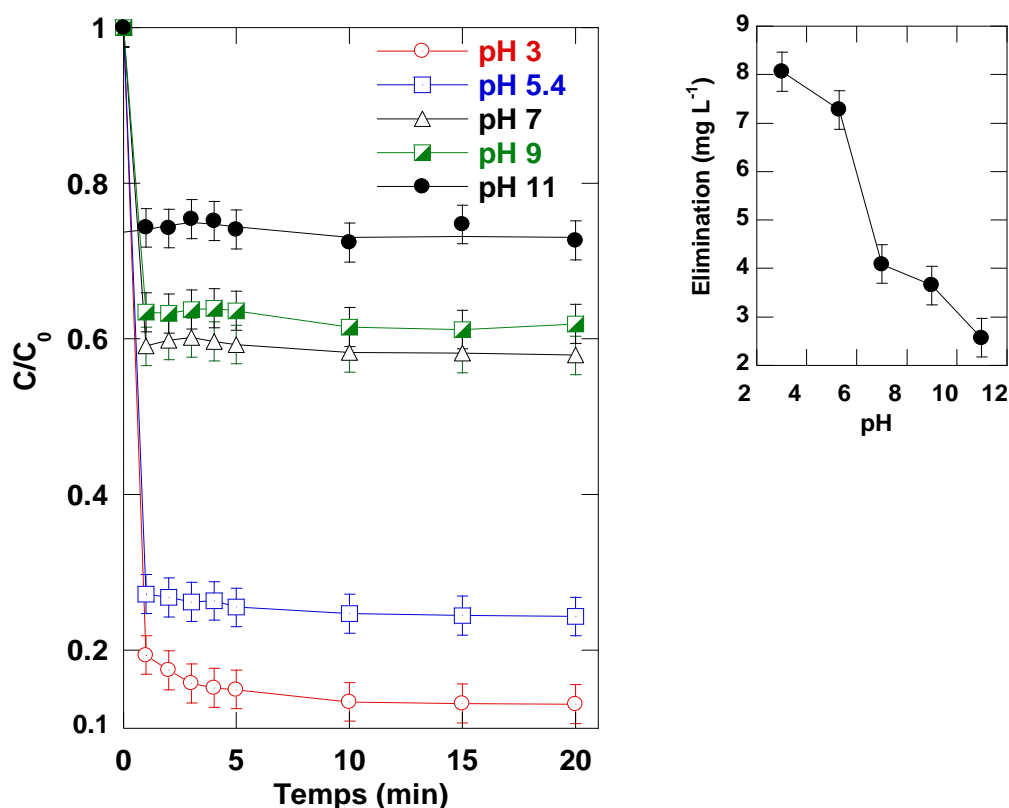 1
0.8
0.6
0.4
0.2
0.1
C/C0
0 5 10 15 20
Temps (min)
pH 3
pH 5.4
pH 7
pH 9
pH 11
9
8
7
6
5
4
3
2
Elimination (mg L-1)
2 4 6 8 10 12
pH